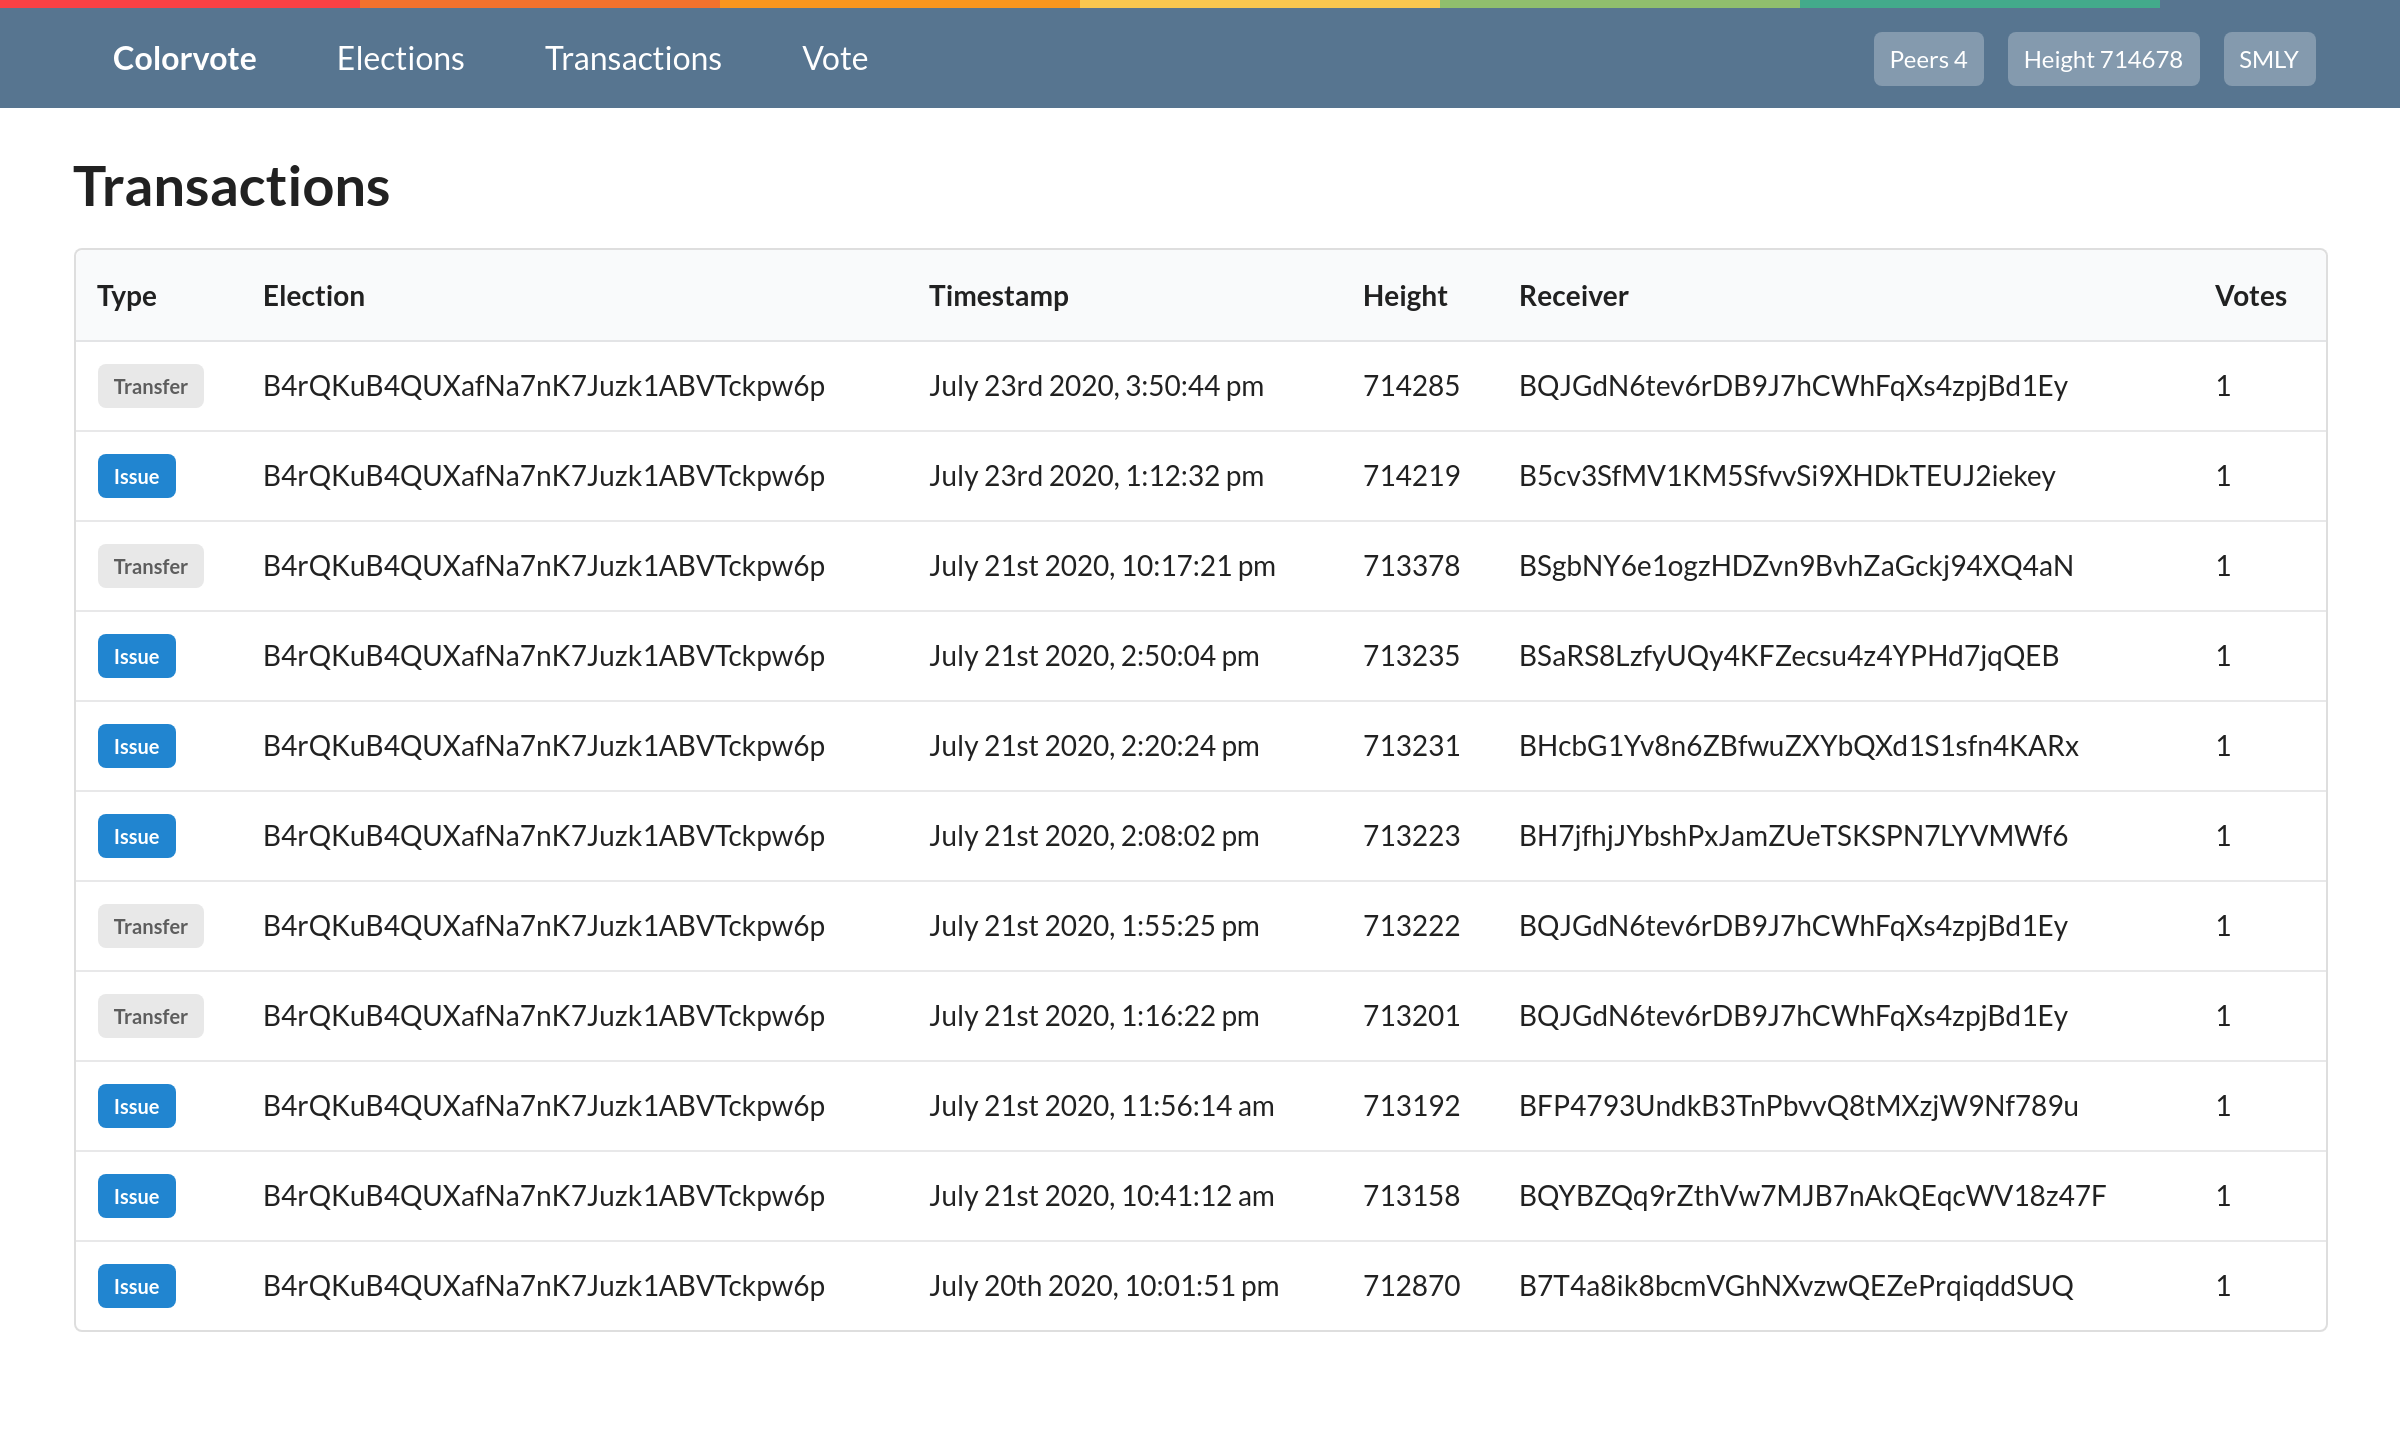 Colorvote Elections Transactions Vote Peers 4 Height 714678 SMLY
Transactions
Type Election Timestamp Height Receiver Votes
Transfer B4rQKuB4QUXafNa7nK7Juzk1ABVTckpw6p July 23rd 2020, 3:50:44 pm 714285 BQJGdN6tev6rDB9J7hCWhFqXs4zpjBd1Ey 1
Issue B4rQKuB4QUXafNa7nK7Juzk1ABVTckpw6p July 23rd 2020, 1:12:32 pm 714219 B5cv3SfMV1KM5SfvvSi9XHDkTEUJ2iekey 1
Transfer B4rQKuB4QUXafNa7nK7Juzk1ABVTckpw6p July 21st 2020, 10:17:21 pm 713378 BSgbNY6e1ogzHDZvn9BvhZaGckj94XQ4aN 1
Issue B4rQKuB4QUXafNa7nK7Juzk1ABVTckpw6p July 21st 2020, 2:50:04 pm 713235 BSaRS8LzfyUQy4KFZecsu4z4YPHd7jqQEB 1
Issue B4rQKuB4QUXafNa7nK7Juzk1ABVTckpw6p July 21st 2020, 2:20:24 pm 713231 BHcbG1Yv8n6ZBfwuZXYbQXd1S1sfn4KARx 1
Issue B4rQKuB4QUXafNa7nK7Juzk1ABVTckpw6p July 21st 2020, 2:08:02 pm 713223 BH7jfhjJYbshPxJamZUeTSKSPN7LYVMWf6 1
Transfer B4rQKuB4QUXafNa7nK7Juzk1ABVTckpw6p July 21st 2020, 1:55:25 pm 713222 BQJGdN6tev6rDB9J7hCWhFqXs4zpjBd1Ey 1
Transfer B4rQKuB4QUXafNa7nK7Juzk1ABVTckpw6p July 21st 2020, 1:16:22 pm 713201 BQJGdN6tev6rDB9J7hCWhFqXs4zpjBd1Ey 1
Issue B4rQKuB4QUXafNa7nK7Juzk1ABVTckpw6p July 21st 2020, 11:56:14 am 713192 BFP4793UndkB3TnPbvvQ8tMXzjW9Nf789u 1
Issue B4rQKuB4QUXafNa7nK7Juzk1ABVTckpw6p July 21st 2020, 10:41:12 am 713158 BQYBZQq9rZthVw7MJB7nAkQEqcWV18z47F 1
Issue B4rQKuB4QUXafNa7nK7Juzk1ABVTckpw6p July 20th 2020, 10:01:51 pm 712870 B7T4a8ik8bcmVGhNXvzwQEZePrqiqddSUQ 1